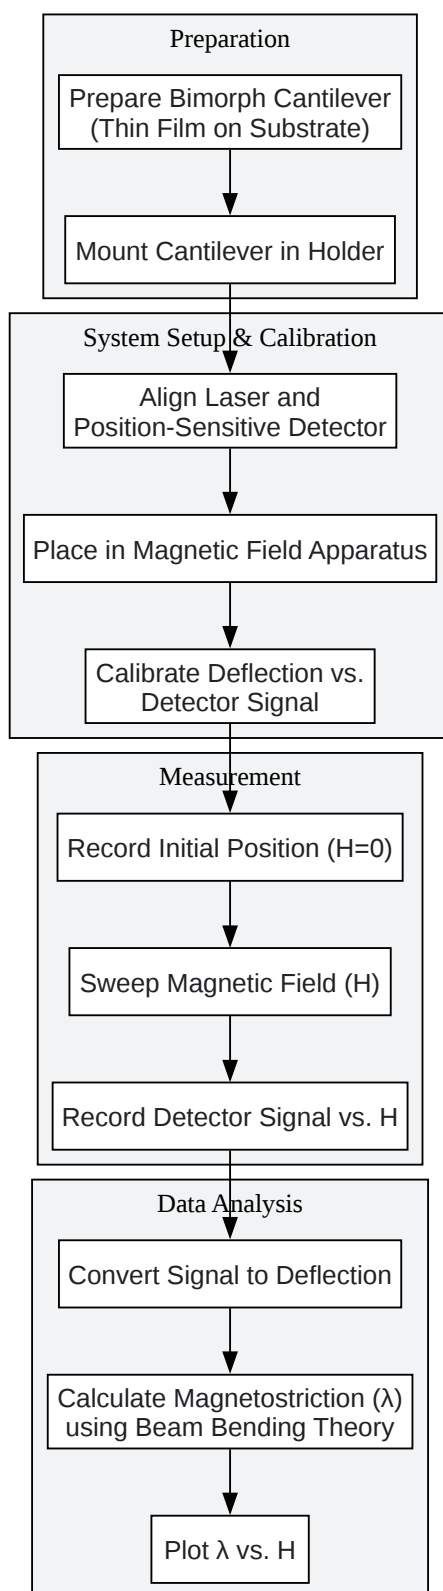 Preparation
Prepare Bimorph Cantilever
(Thin Film on Substrate)
Mount Cantilever in Holder
System Setup & Calibration
Align Laser and
Position-Sensitive Detector
Place in Magnetic Field Apparatus
Calibrate Deflection vs.
Detector Signal
Measurement
Record Initial Position (H=0)
Sweep Magnetic Field (H)
Record Detector Signal vs. H
Data Analysis
Convert Signal to Deflection
Calculate Magnetostriction (λ)
using Beam Bending Theory
Plot λ vs. H